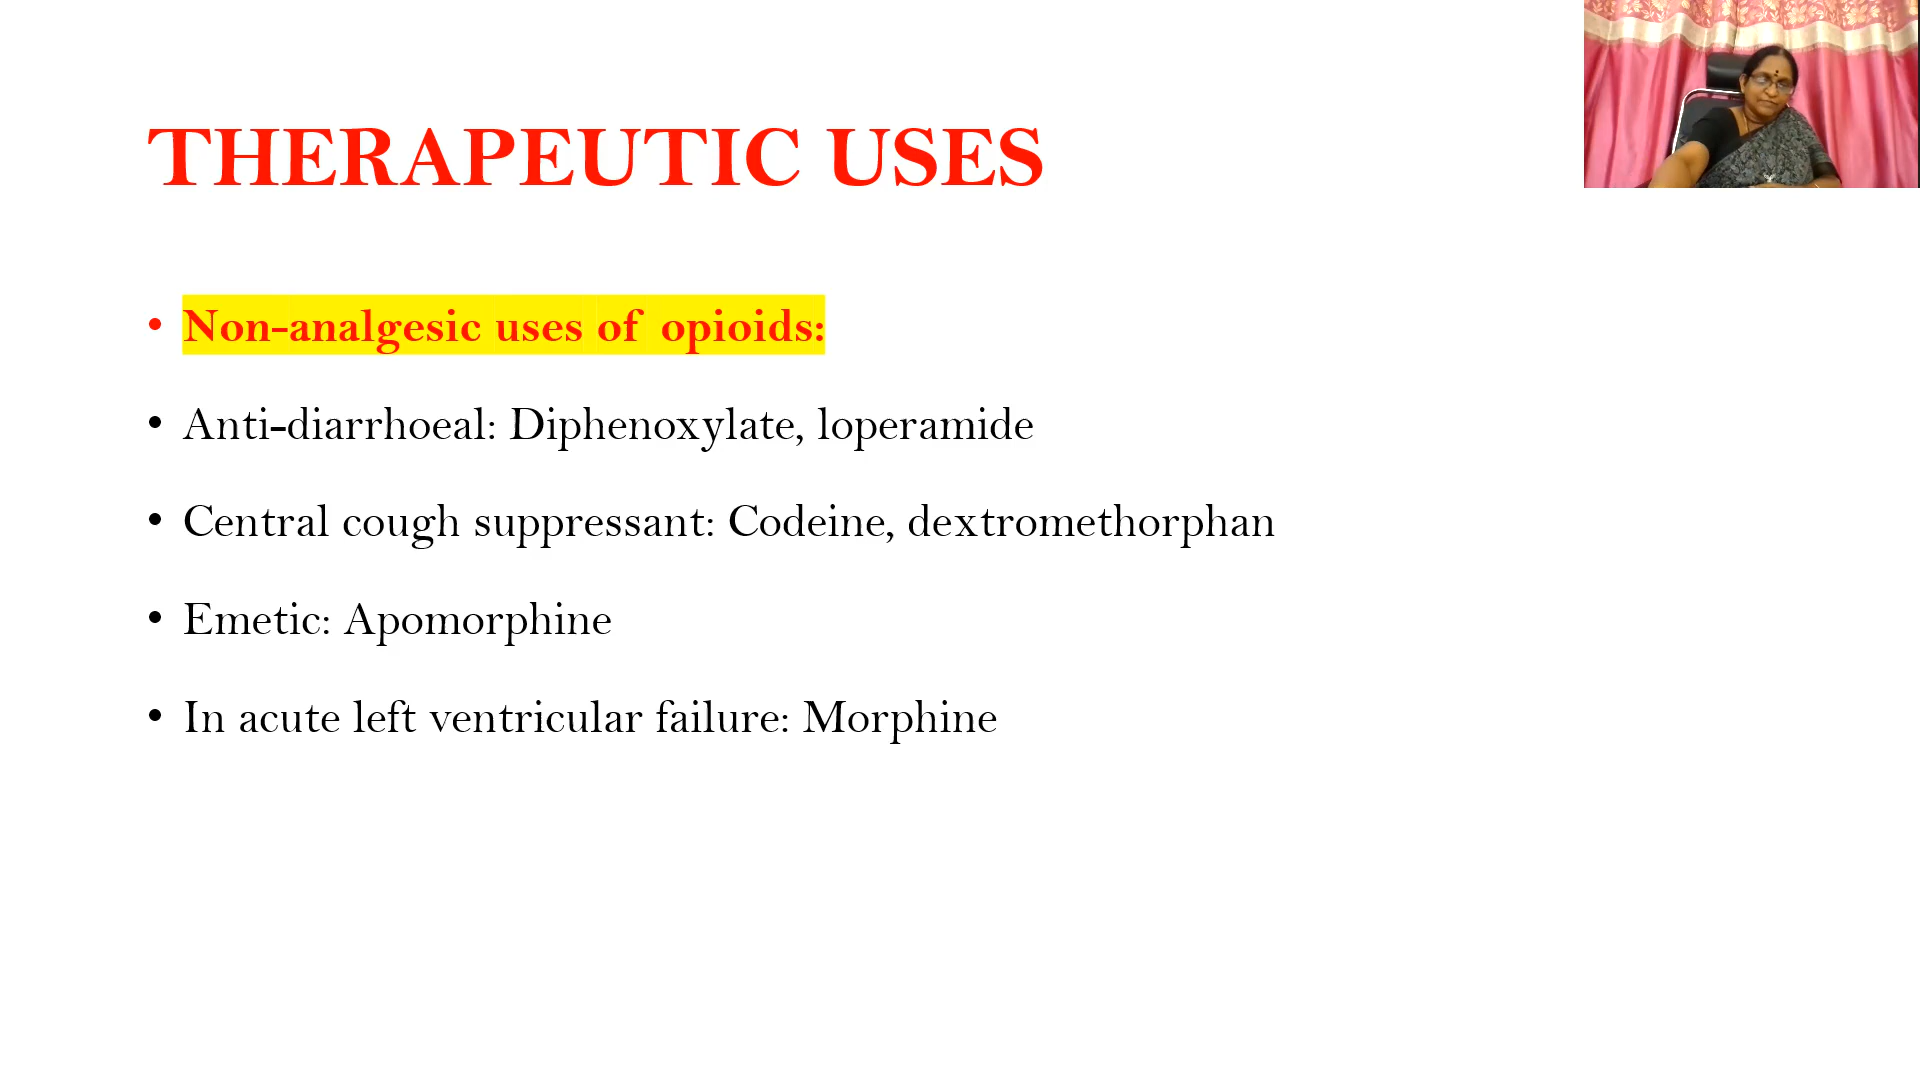 THERAPEUTIC USES
• Non-analgesic uses of opioids:
• Anti-diarrhoeal: Diphenoxylate, loperamide
• Central cough suppressant: Codeine, dextromethorphan
• Emetic: Apomorphine
• In acute left ventricular failure: Morphine